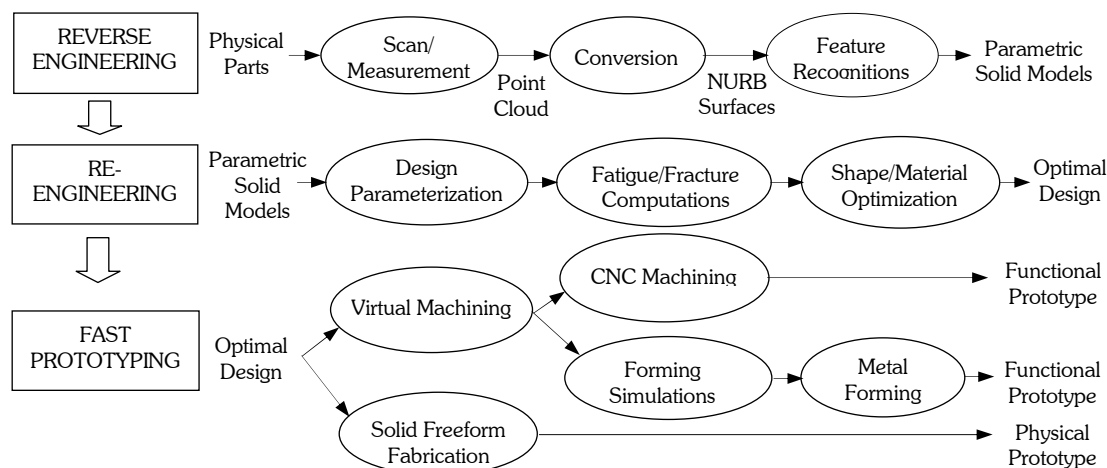 REVERSE
ENGINEERING
Physical
Parts
Scan/
Measurement
Point
Cloud
Conversion
NURB
Surfaces
Feature
Recognitions
Parametric
Solid Models
RE-
ENGINEERING
Parametric
Solid
Models
Design
Parameterization
Fatigue/Fracture
Computations
Shape/Material
Optimization
Optimal
Design
FAST
PROTOTYPING
Optimal
Design
Virtual Machining
CNC Machining
Functional
Prototype
Forming
Simulations
Metal
Forming
Functional
Prototype
Solid Freeform
Fabrication
Physical
Prototype